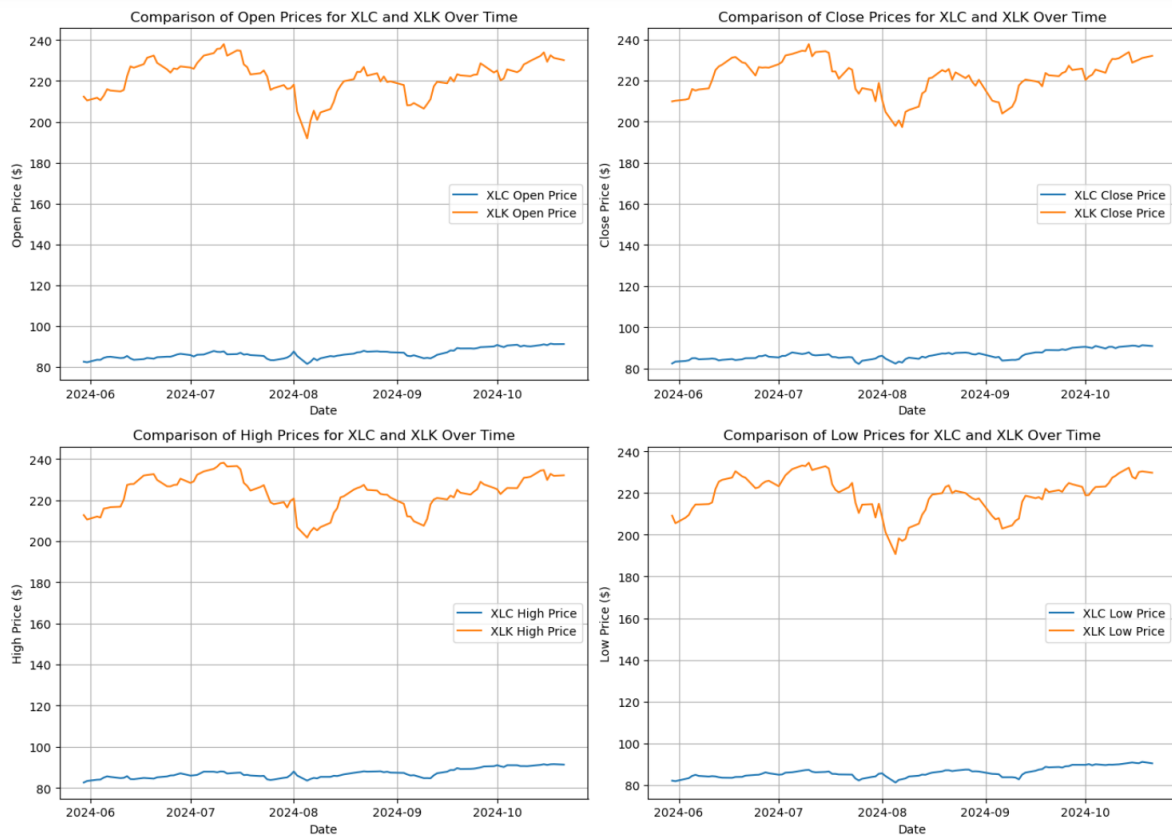 Comparison of Open Prices for XLC and XLK Over Time
240
220
200
180
160
140
120
100
80
Open Price ($)
XLC Open Price
XLK Open Price
2024-06 2024-07 2024-08 2024-09 2024-10
Date
Comparison of Close Prices for XLC and XLK Over Time
240
220
200
180
160
140
120
100
80
Close Price ($)
XLC Close Price
XLK Close Price
2024-06 2024-07 2024-08 2024-09 2024-10
Date
Comparison of High Prices for XLC and XLK Over Time
240
220
200
180
160
140
120
100
80
High Price ($)
XLC High Price
XLK High Price
2024-06 2024-07 2024-08 2024-09 2024-10
Date
Comparison of Low Prices for XLC and XLK Over Time
240
220
200
180
160
140
120
100
80
Low Price ($)
XLC Low Price
XLK Low Price
2024-06 2024-07 2024-08 2024-09 2024-10
Date